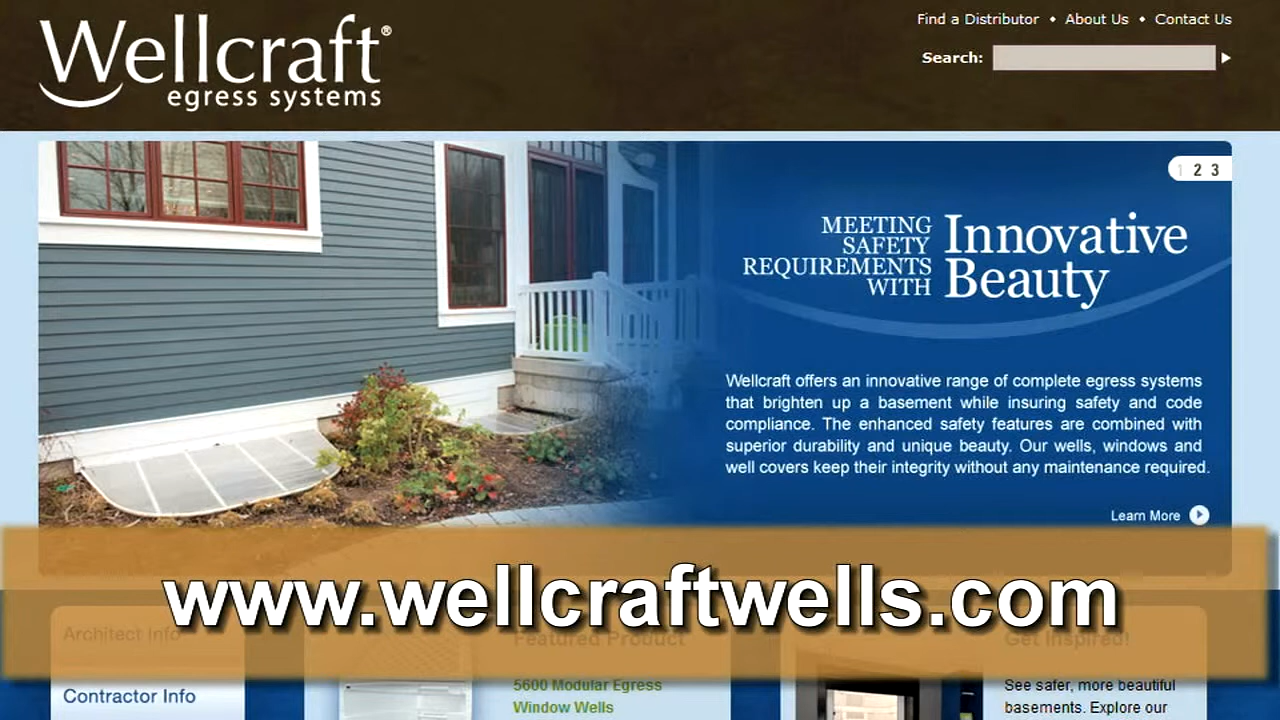 Wellcraft®
egress systems
Find a Distributor • About Us • Contact Us
Search:
1 2 3
MEETING
SAFETY
REQUIREMENTS
WITH
Innovative
Beauty
Wellcraft offers an innovative range of complete egress systems
that brighten up a basement while insuring safety and code
compliance. The enhanced safety features are combined with
superior durability and unique beauty. Our wells, windows and
well covers keep their integrity without any maintenance required.
Learn More
www.wellcraftwells.com
Architect Info
Contractor Info
Featured Product
5600 Modular Egress
Window Wells
Get Inspired!
See safer, more beautiful
basements. Explore our